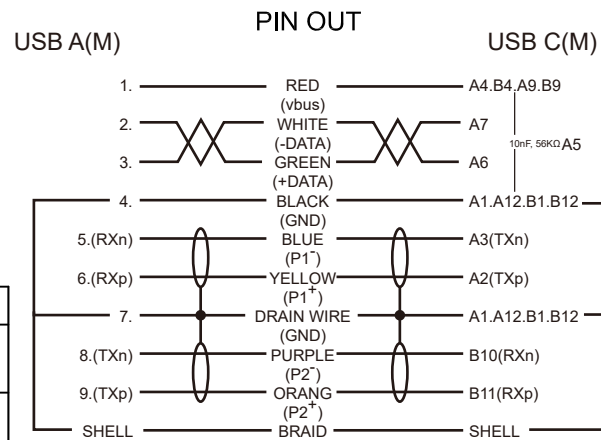 PIN OUT
USB A(M) USB C(M)
1. RED A4.B4.A9.B9
(vbus)
2. WHITE A7
(-DATA) 10nF, 56KΩ A5
3. GREEN A6
(+DATA)
4. BLACK A1.A12.B1.B12
(GND)
5.(RXn) BLUE A3(TXn)
(P1-)
6.(RXp) YELLOW A2(TXp)
(P1+)
7. DRAIN WIRE A1.A12.B1.B12
(GND)
8.(TXn) PURPLE B10(RXn)
(P2-)
9.(TXp) ORANG B11(RXp)
(P2+)
SHELL BRAID SHELL